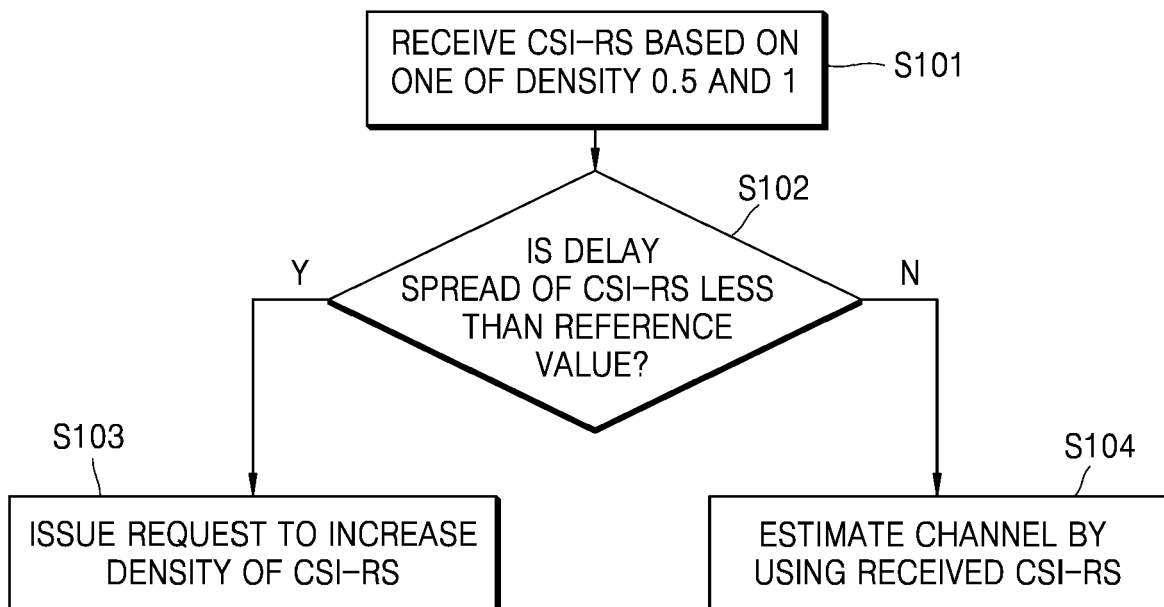 RECEIVE CSI-RS BASED ON
ONE OF DENSITY 0.5 AND 1
S101
S102
IS DELAY
SPREAD OF CSI-RS LESS
THAN REFERENCE
VALUE?
Y
N
S103
S104
ISSUE REQUEST TO INCREASE
DENSITY OF CSI-RS
ESTIMATE CHANNEL BY
USING RECEIVED CSI-RS